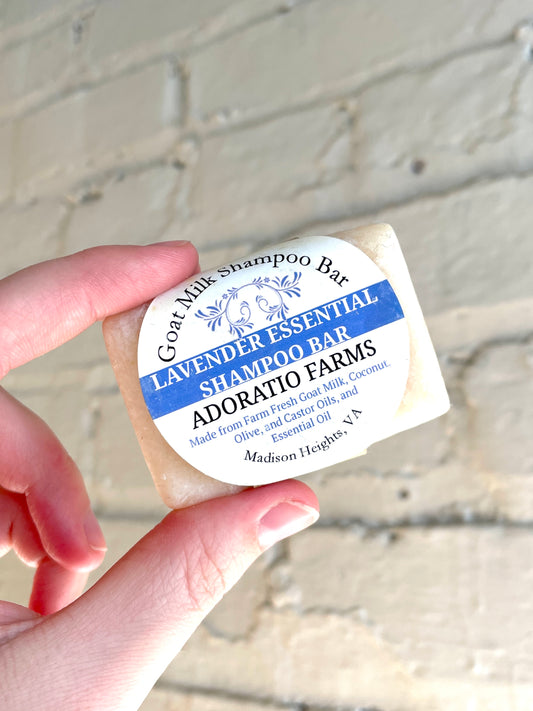 Goat Milk Shampoo Bar
LAVENDER ESSENTIAL
SHAMPOO BAR
ADORATIO FARMS
Made from Farm Fresh Goat Milk, Coconut,
Olive, and Castor Oils, and
Essential Oil
Madison Heights, VA